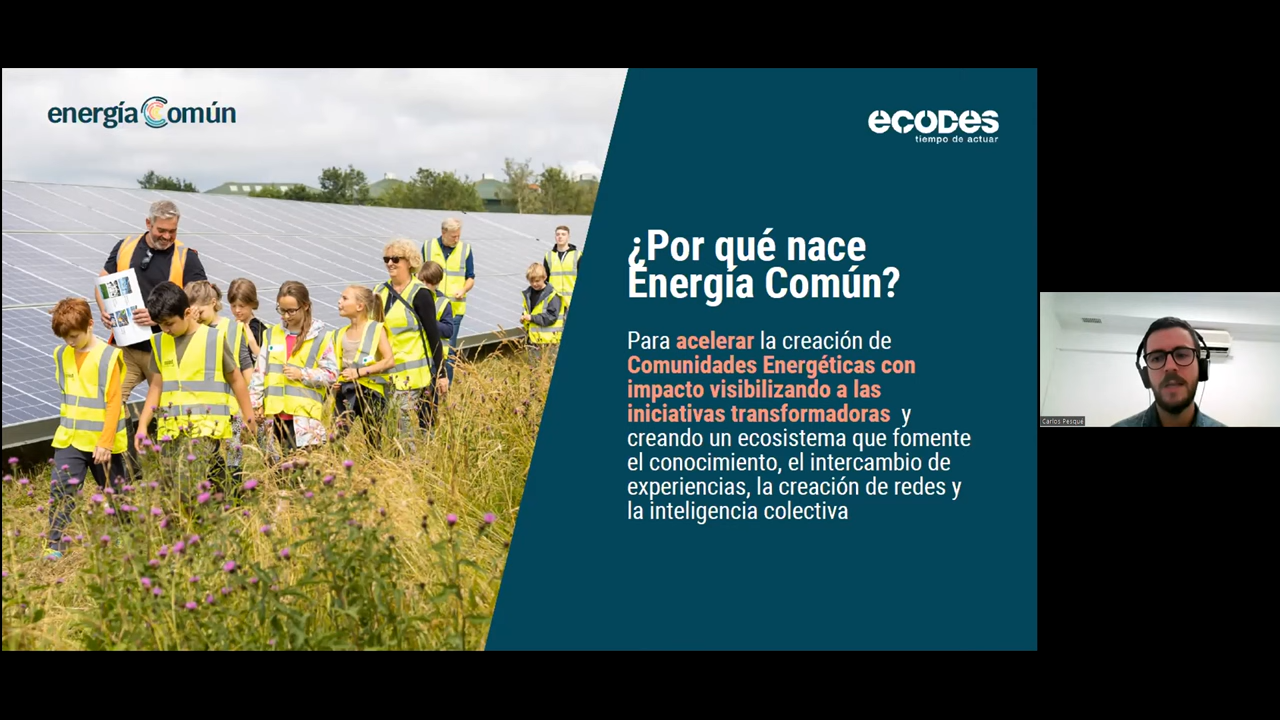 energía Común
ecodes
tiempo de actuar
¿Por qué nace
Energía Común?
Para acelerar la creación de
Comunidades Energéticas con
impacto visibilizando a las
iniciativas transformadoras y
creando un ecosistema que fomente
el conocimiento, el intercambio de
experiencias, la creación de redes y
la inteligencia colectiva
Carlos Pesqué